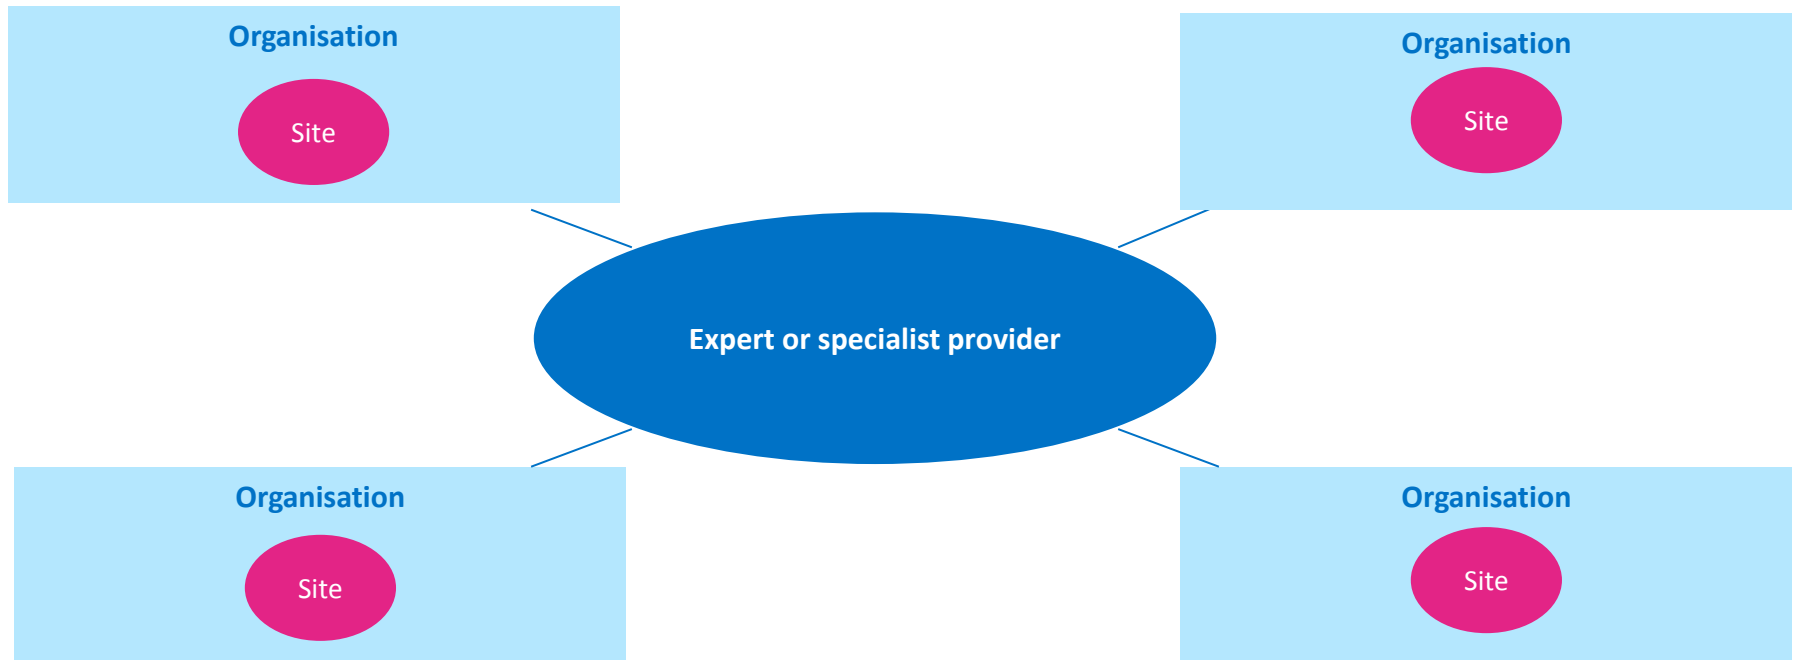 Organisation
Site
Organisation
Site
Expert or specialist provider
Organisation
Site
Organisation
Site